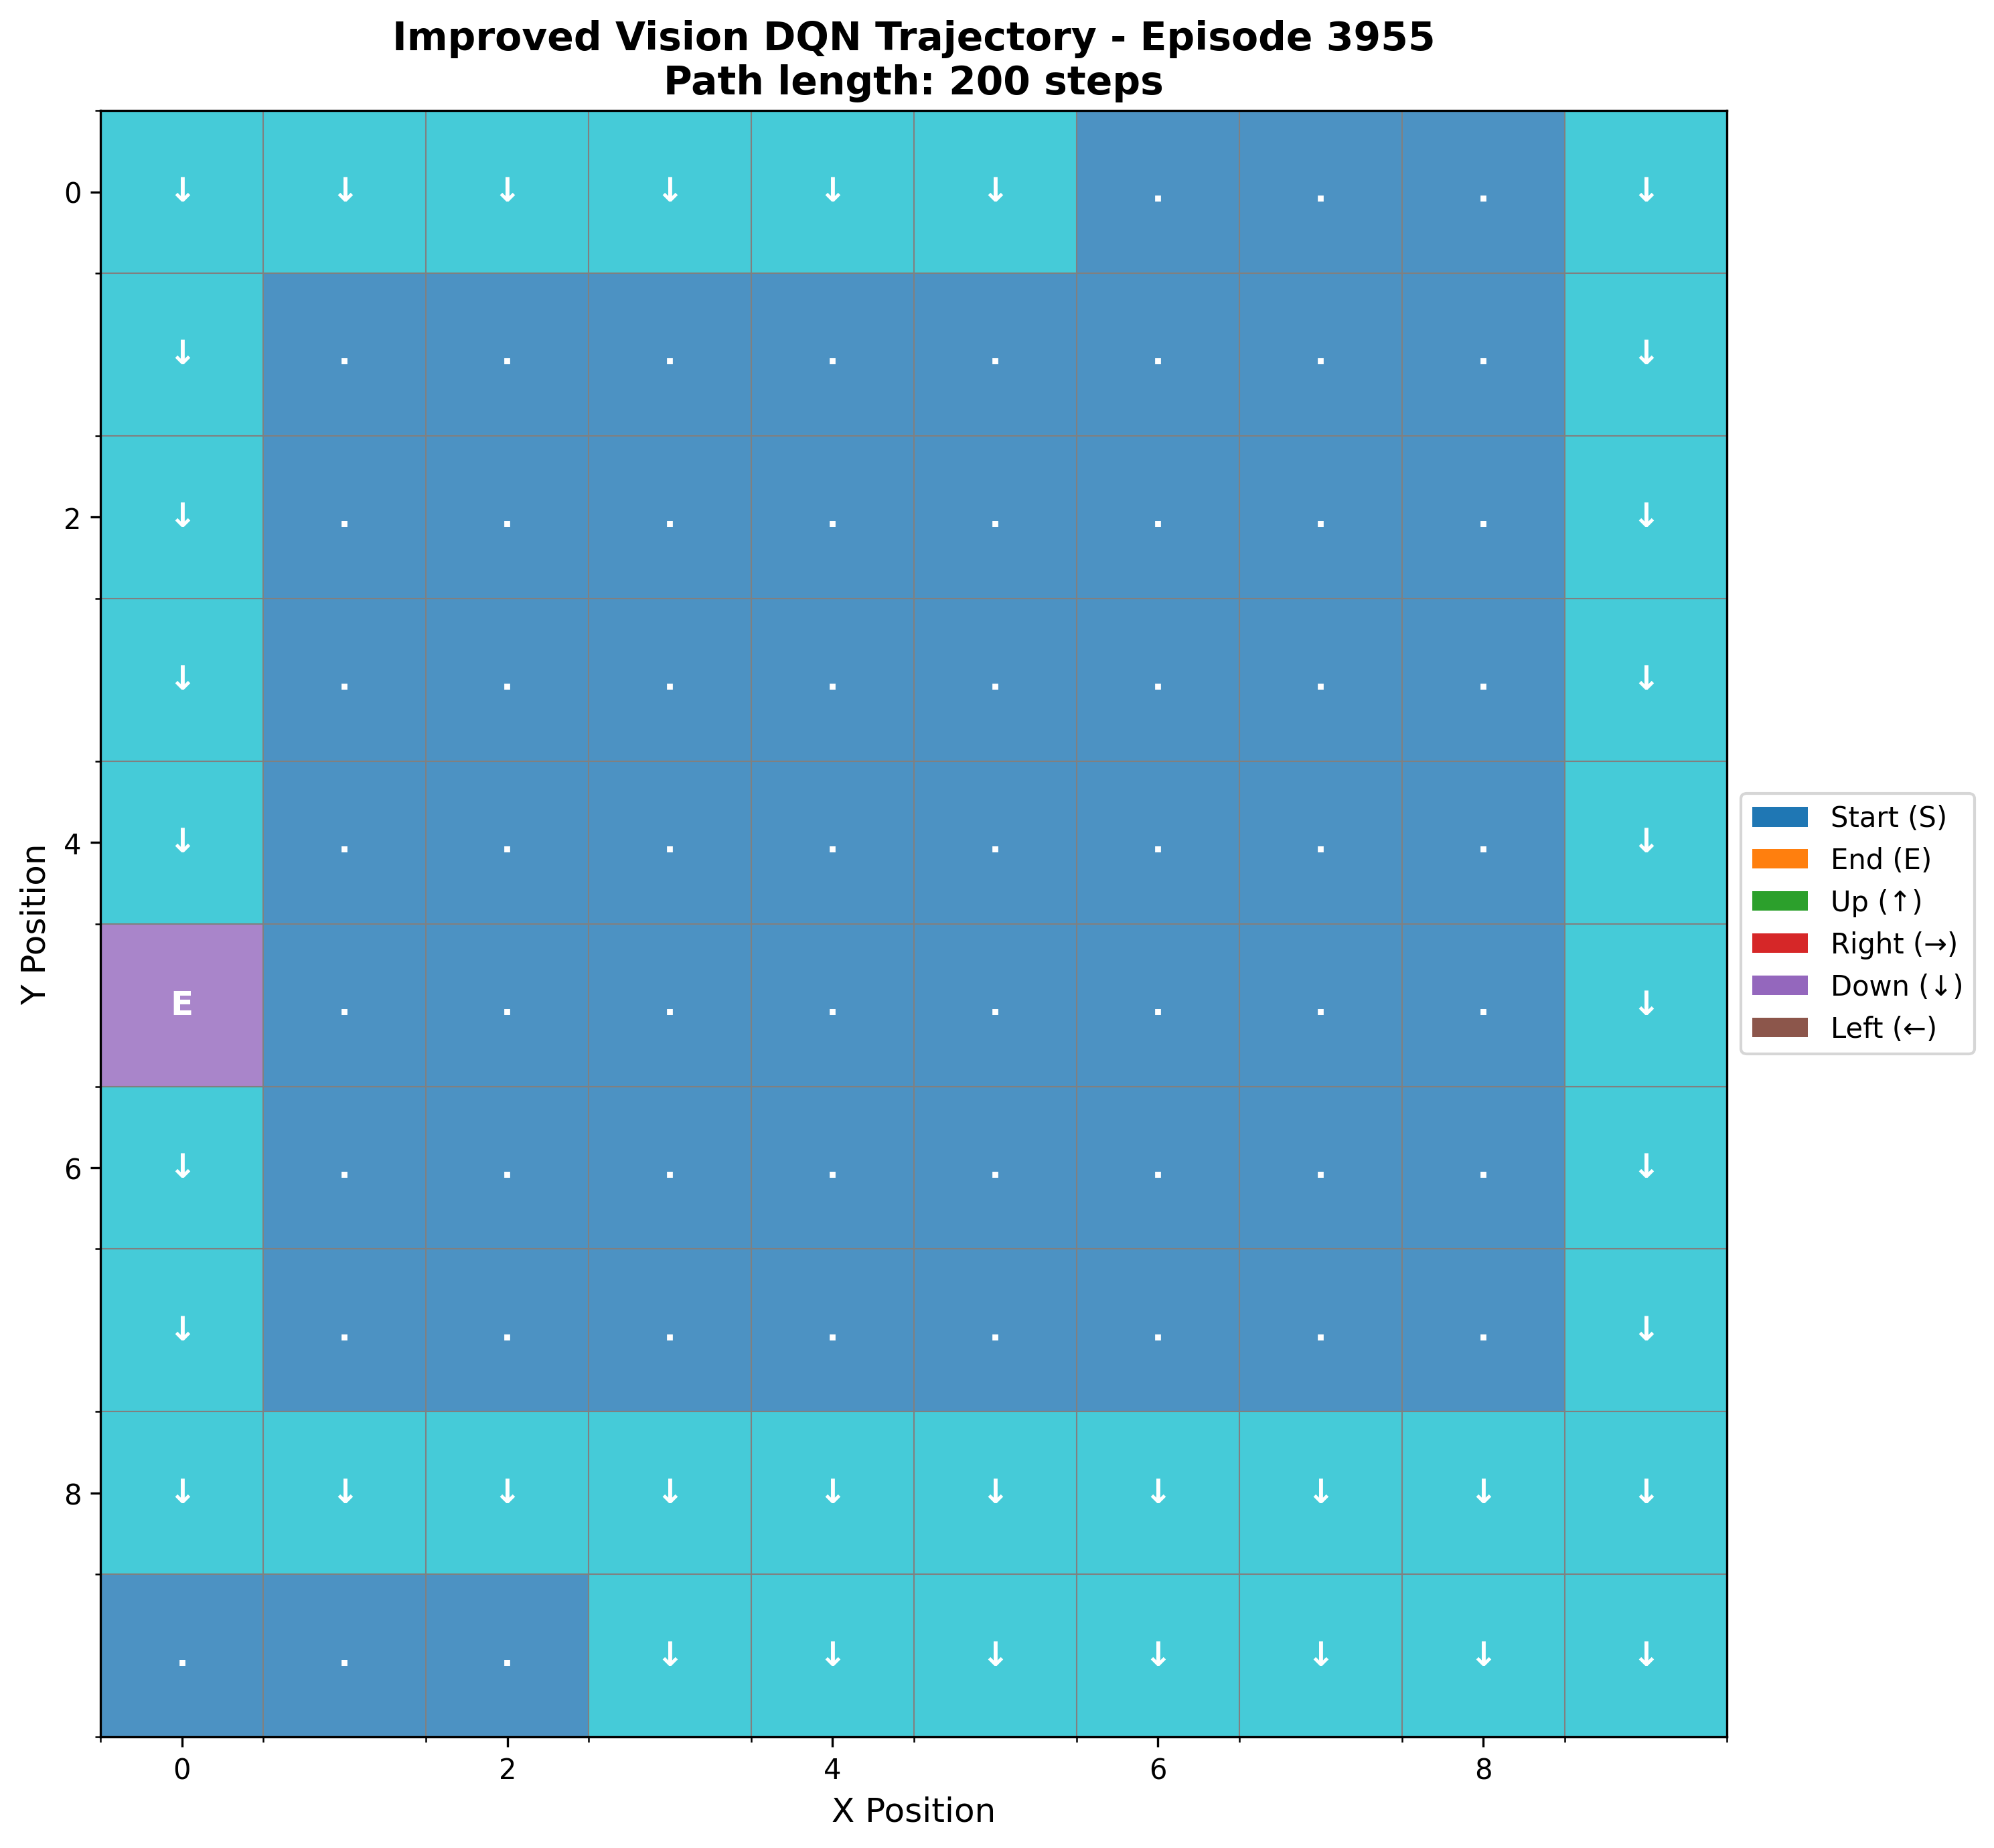 Improved Vision DQN Trajectory - Episode 3955
Path length: 200 steps
0 ↓ ↓ ↓ ↓ ↓ ↓ . . . ↓
↓ . . . . . . . . ↓
2 ↓ . . . . . . . . ↓
↓ . . . . . . . . ↓
4 ↓ . . . . . . . . ↓
E . . . . . . . . ↓
6 ↓ . . . . . . . . ↓
↓ . . . . . . . . ↓
8 ↓ ↓ ↓ ↓ ↓ ↓ ↓ ↓ ↓ ↓
. . . ↓ ↓ ↓ ↓ ↓ ↓ ↓
0 2 4 6 8
X Position
Y Position
Start (S)
End (E)
Up (↑)
Right (→)
Down (↓)
Left (←)